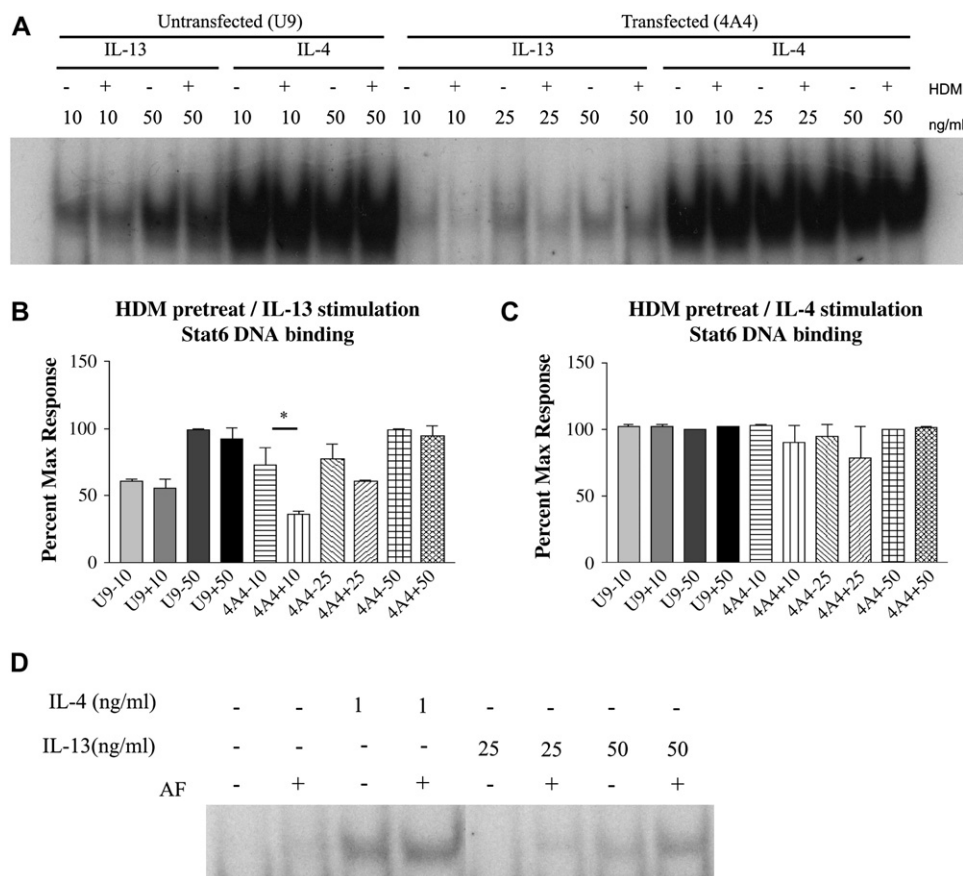 A
Untransfected (U9) Transfected (4A4)
IL-13 IL-4 IL-13 IL-4
- + - + - + - + - + - + - + - + - + - + HDM
10 10 50 50 10 10 50 50 10 10 25 25 50 50 10 10 25 25 50 50 ng/ml
B
HDM pretreat / IL-13 stimulation
Stat6 DNA binding
Percent Max Response
150
100
50
0
*
U9-10 U9+10 U9-50 U9+50 4A4-10 4A4+10 4A4-25 4A4+25 4A4-50 4A4+50
C
HDM pretreat / IL-4 stimulation
Stat6 DNA binding
Percent Max Response
150
100
50
0
U9-10 U9+10 U9-50 U9+50 4A4-10 4A4+10 4A4-25 4A4+25 4A4-50 4A4+50
D
IL-4 (ng/ml) - - 1 1 - - - -
IL-13(ng/ml) - - - - 25 25 50 50
AF - + - + - + - +